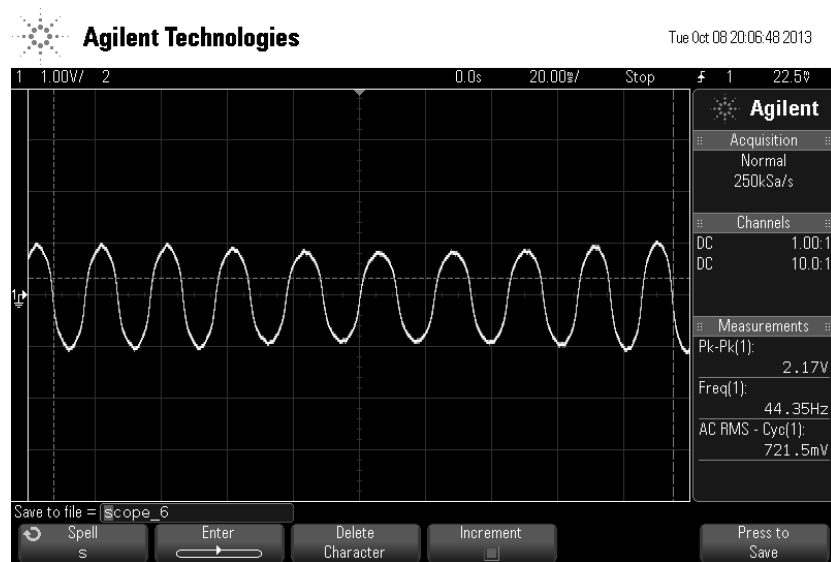 Agilent Technologies
Tue Oct 08 20:06:48 2013
1 1.00V/ 2 0.0s 20.00ms/ Stop 1 22.5V
Agilent
Acquisition
Normal
250kSa/s
Channels
DC 1.00:1
DC 10.0:1
Measurements
Pk-Pk(1):
2.17V
Freq(1):
44.35Hz
AC RMS - Cyc(1):
721.5mV
1
Save to file = scope_6
Spell
s
Enter
Delete
Character
Increment
Press to
Save